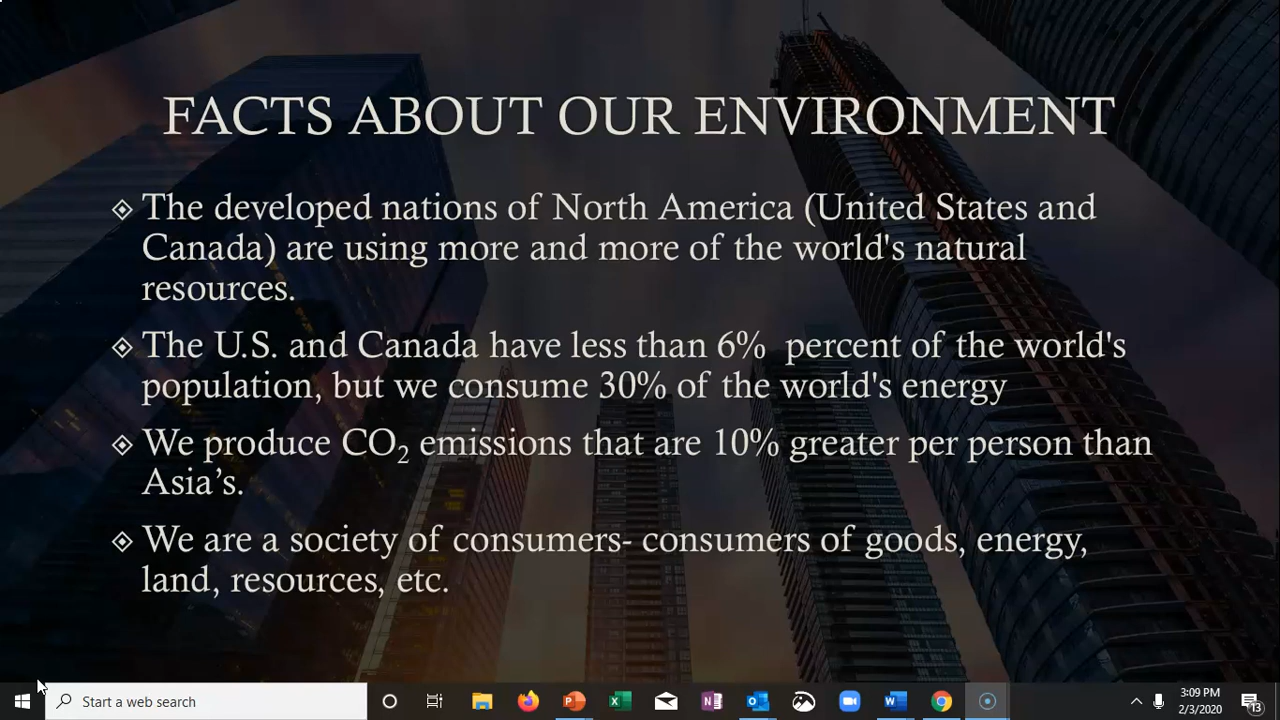 FACTS ABOUT OUR ENVIRONMENT
The developed nations of North America (United States and
Canada) are using more and more of the world's natural
resources.
The U.S. and Canada have less than 6%  percent of the world's
population, but we consume 30% of the world's energy
We produce CO₂ emissions that are 10% greater per person than
Asia’s.
We are a society of consumers- consumers of goods, energy,
land, resources, etc.
Start a web search
3:09 PM
2/3/2020
13